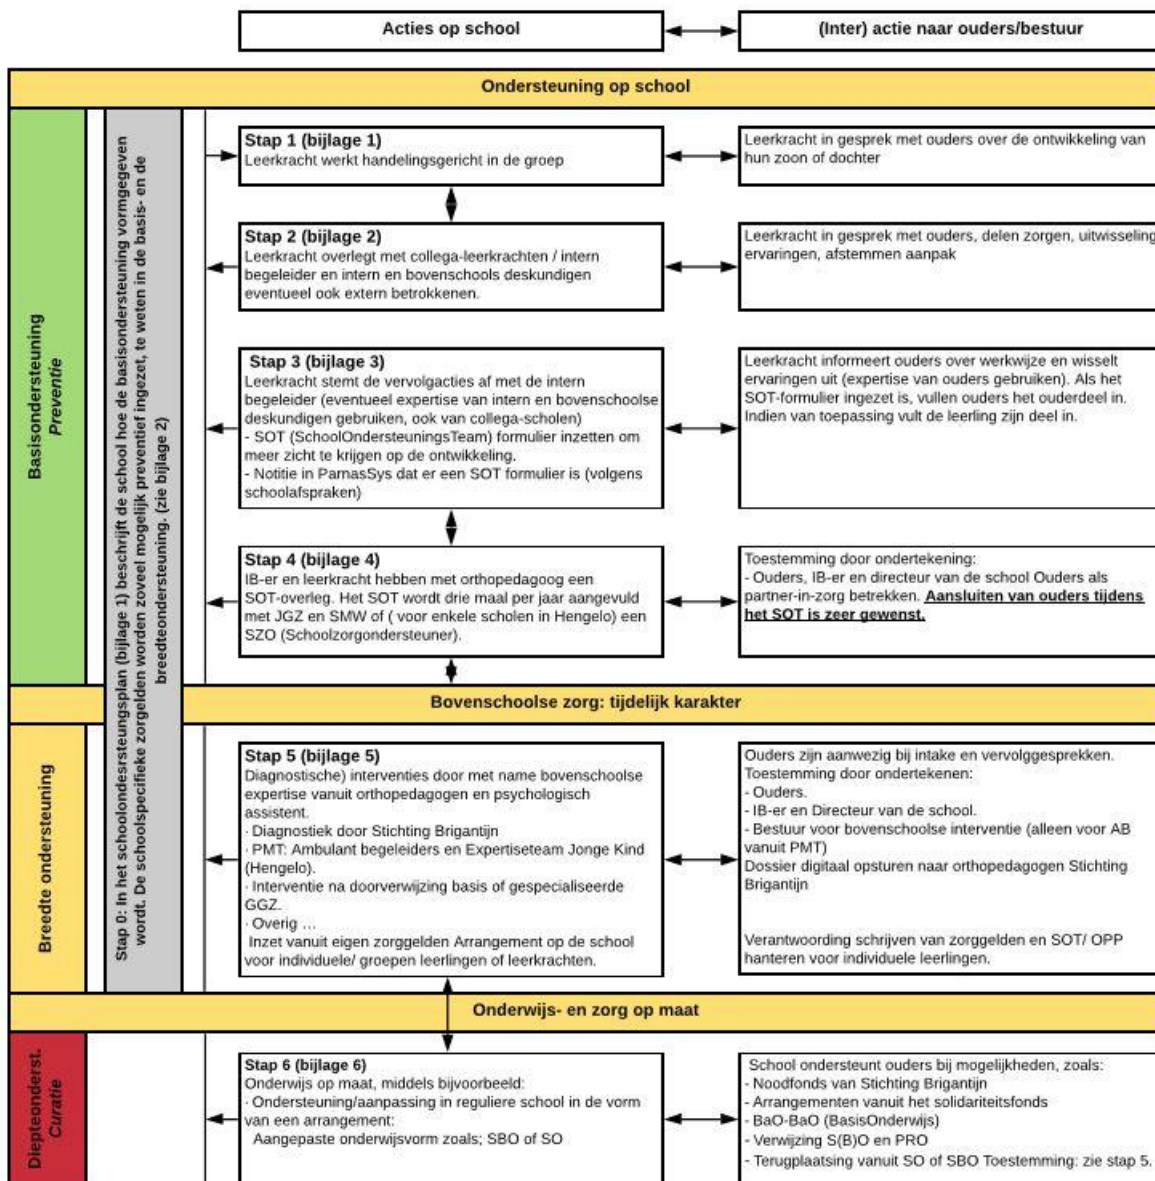 Acties op school
(Inter) actie naar ouders/bestuur
Ondersteuning op school
Basisondersteuning
Preventie
Stap 0: In het schoolondesrsteungsplan (bijlage 1) beschrijft de school hoe de basisondersteuning vormgegeven
wordt. De schoolspecifieke zorgelden worden zoveel mogelijk preventief ingezet, te weten in de basis- en de
breedteondersteuning. (zie bijlage 2)
Stap 1 (bijlage 1)
Leerkracht werkt handelingsgericht in de groep
Leerkracht in gesprek met ouders over de ontwikkeling van
hun zoon of dochter
Stap 2 (bijlage 2)
Leerkracht overlegt met collega-leerkrachten / intern
begeleider en intern en bovenschools deskundigen
eventueel ook extern betrokkenen.
Leerkracht in gesprek met ouders, delen zorgen, uitwisseling
ervaringen, afstemmen aanpak
Stap 3 (bijlage 3)
Leerkracht stemt de vervolgacties af met de intern
begeleider (eventueel expertise van intern en bovenschoolse
deskundigen gebruiken, ook van collega-scholen)
- SOT (SchoolOndersteuningsTeam) formulier inzetten om
meer zicht te krijgen op de ontwikkeling.
- Notitie in ParnasSys dat er een SOT formulier is (volgens
schoolafspraken)
Leerkracht informeert ouders over werkwijze en wisselt
ervaringen uit (expertise van ouders gebruiken). Als het
SOT-formulier ingezet is, vullen ouders het ouderdeel in.
Indien van toepassing vult de leerling zijn deel in.
Stap 4 (bijlage 4)
IB-er en leerkracht hebben met orthopedagoog een
SOT-overleg. Het SOT wordt drie maal per jaar aangevuld
met JGZ en SMW of ( voor enkele scholen in Hengelo) een
SZO (Schoolzorgondersteuner).
Toestemming door ondertekening:
- Ouders, IB-er en directeur van de school Ouders als
partner-in-zorg betrekken. Aansluiten van ouders tijdens
het SOT is zeer gewenst.
Bovenschoolse zorg: tijdelijk karakter
Breedte ondersteuning
Stap 5 (bijlage 5)
Diagnostische) interventies door met name bovenschoolse
expertise vanuit orthopedagogen en psychologisch
assistent.
· Diagnostiek door Stichting Brigantijn
· PMT: Ambulant begeleiders en Expertiseteam Jonge Kind
(Hengelo).
· Interventie na doorverwijzing basis of gespecialiseerde
GGZ.
· Overig …
Inzet vanuit eigen zorggelden Arrangement op de school
voor individuele/ groepen leerlingen of leerkrachten.
Ouders zijn aanwezig bij intake en vervolggesprekken.
Toestemming door ondertekenen:
- Ouders.
- IB-er en Directeur van de school.
- Bestuur voor bovenschoolse interventie (alleen voor AB
vanuit PMT)
Dossier digitaal opsturen naar orthopedagogen Stichting
Brigantijn
Verantwoording schrijven van zorggelden en SOT/ OPP
hanteren voor individuele leerlingen.
Onderwijs- en zorg op maat
Diepteonderst.
Curatie
Stap 6 (bijlage 6)
Onderwijs op maat, middels bijvoorbeeld:
· Ondersteuning/aanpassing in reguliere school in de vorm
van een arrangement:
Aangepaste onderwijsvorm zoals; SBO of SO
School ondersteunt ouders bij mogelijkheden, zoals:
- Noodfonds van Stichting Brigantijn
- Arrangementen vanuit het solidariteitsfonds
- BaO-BaO (BasisOnderwijs)
- Verwijzing S(B)O en PRO
- Terugplaatsing vanuit SO of SBO Toestemming: zie stap 5.